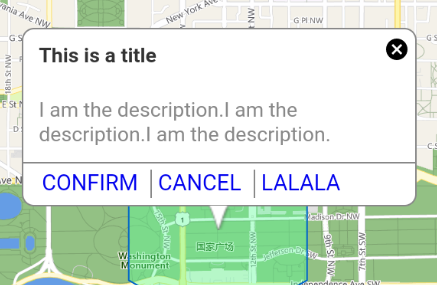 G Pl NW
New York Ave NW
This is a title
I am the description.I am the
description.I am the description.
CONFIRM
CANCEL
LALALA
1
国家广场
Washington
Monument
Jefferson Dr SW
Madison Dr NW
12th St NW
7th St SW
Independence Ave SW